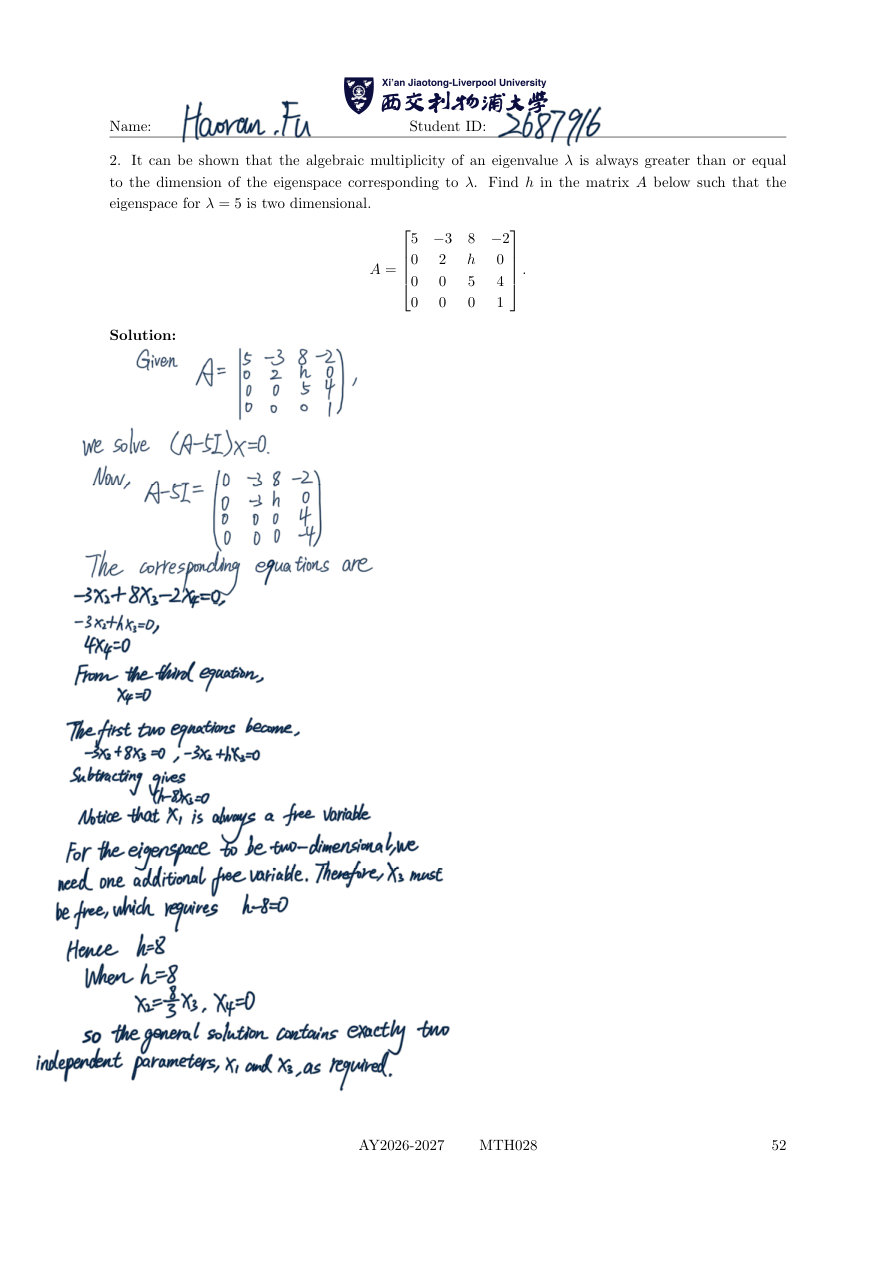 Xi'an Jiaotong-Liverpool University
西交利物浦大学
Name: Haoran.Fu Student ID: 2687916
2. It can be shown that the algebraic multiplicity of an eigenvalue λ is always greater than or equal
to the dimension of the eigenspace corresponding to λ. Find h in the matrix A below such that the
eigenspace for λ = 5 is two dimensional.
A = [5 −3 8 −2
0 2 h 0
0 0 5 4
0 0 0 1] .
Solution:
Given A= |5 -3 8 -2
0 2 h 0
0 0 5 4
0 0 0 1) ,
we solve (A-5I)x=0.
Now, A-5I= (0 -3 8 -2
0 -3 h 0
0 0 0 4
0 0 0 -4)
The corresponding equations are
-3x₂+8x₃-2x₄=0,
-3x₂+hx₃=0,
4x₄=0
From the third equation,
x₄=0
The first two equations become,
-3x₂+8x₃=0 , -3x₂+hx₃=0
Subtracting gives
(h-8)x₃=0
Notice that x₁ is always a free variable
For the eigenspace to be two-dimensional, we
need one additional free variable. Therefore, x₃ must
be free, which requires h-8=0
Hence h=8
When h=8
x₂=8/3 x₃, x₄=0
so the general solution contains exactly two
independent parameters, x₁ and x₃, as required.
AY2026-2027 MTH028 52